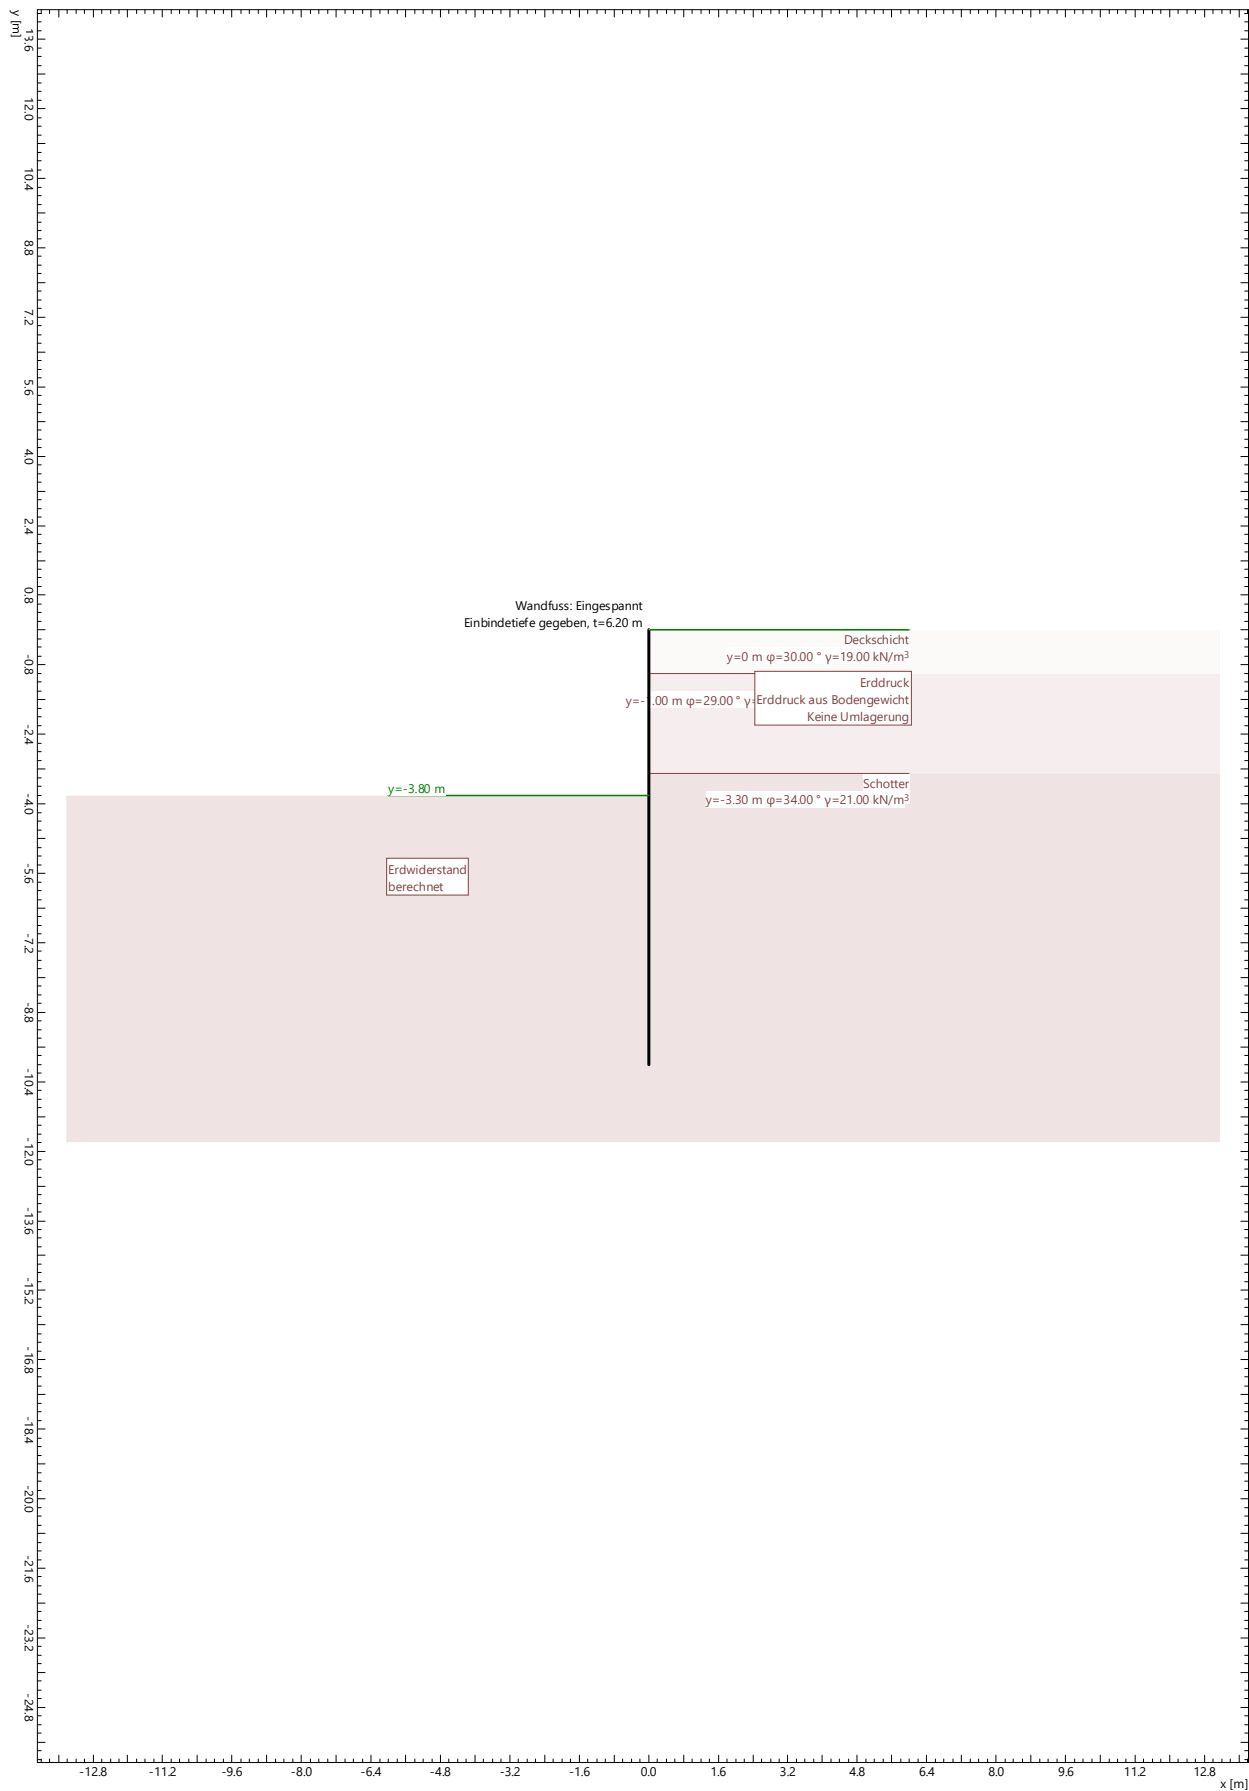 y [m]
13.6
12.0
10.4
8.8
7.2
5.6
4.0
2.4
0.8
-0.8
-2.4
-4.0
-5.6
-7.2
-8.8
-10.4
-12.0
-13.6
-15.2
-16.8
-18.4
-20.0
-21.6
-23.2
-24.8
Wandfuss: Eingespannt
Einbindetiefe gegeben, t=6.20 m
Deckschicht
y=0 m φ=30.00 ° γ=19.00 kN/m³
y=-1.00 m φ=29.00 ° γ=
Erddruck
Erddruck aus Bodengewicht
Keine Umlagerung
Schotter
y=-3.30 m φ=34.00 ° γ=21.00 kN/m³
y=-3.80 m
Erdwiderstand
berechnet
-12.8 -11.2 -9.6 -8.0 -6.4 -4.8 -3.2 -1.6 0.0 1.6 3.2 4.8 6.4 8.0 9.6 11.2 12.8
x [m]